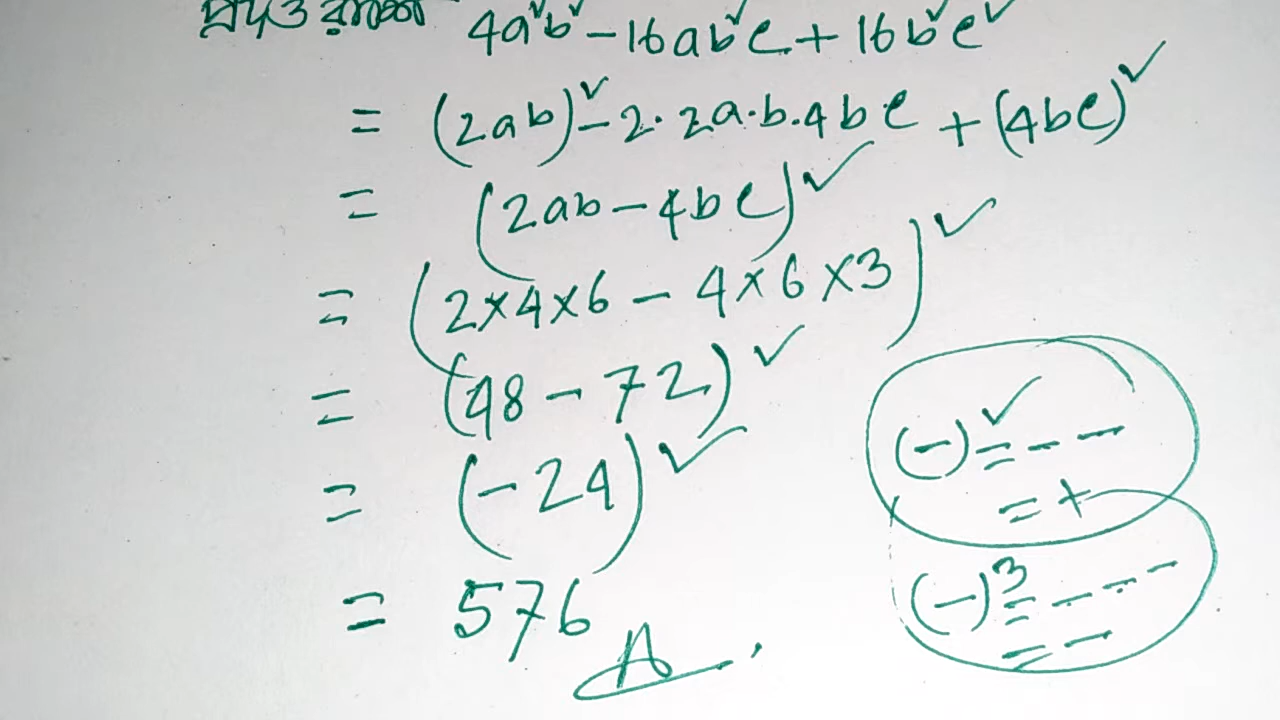 প্রদত্ত রাশি 4a²b² - 16ab²c + 16b²c²
= (2ab)² - 2. 2a.b.4bc + (4bc)²
= (2ab - 4bc)²
= (2×4×6 - 4×6×3)²
= (48 - 72)²
= (-24)²
= 576
A.
(-)² = - -
= +
(-)³ = - - -
= -